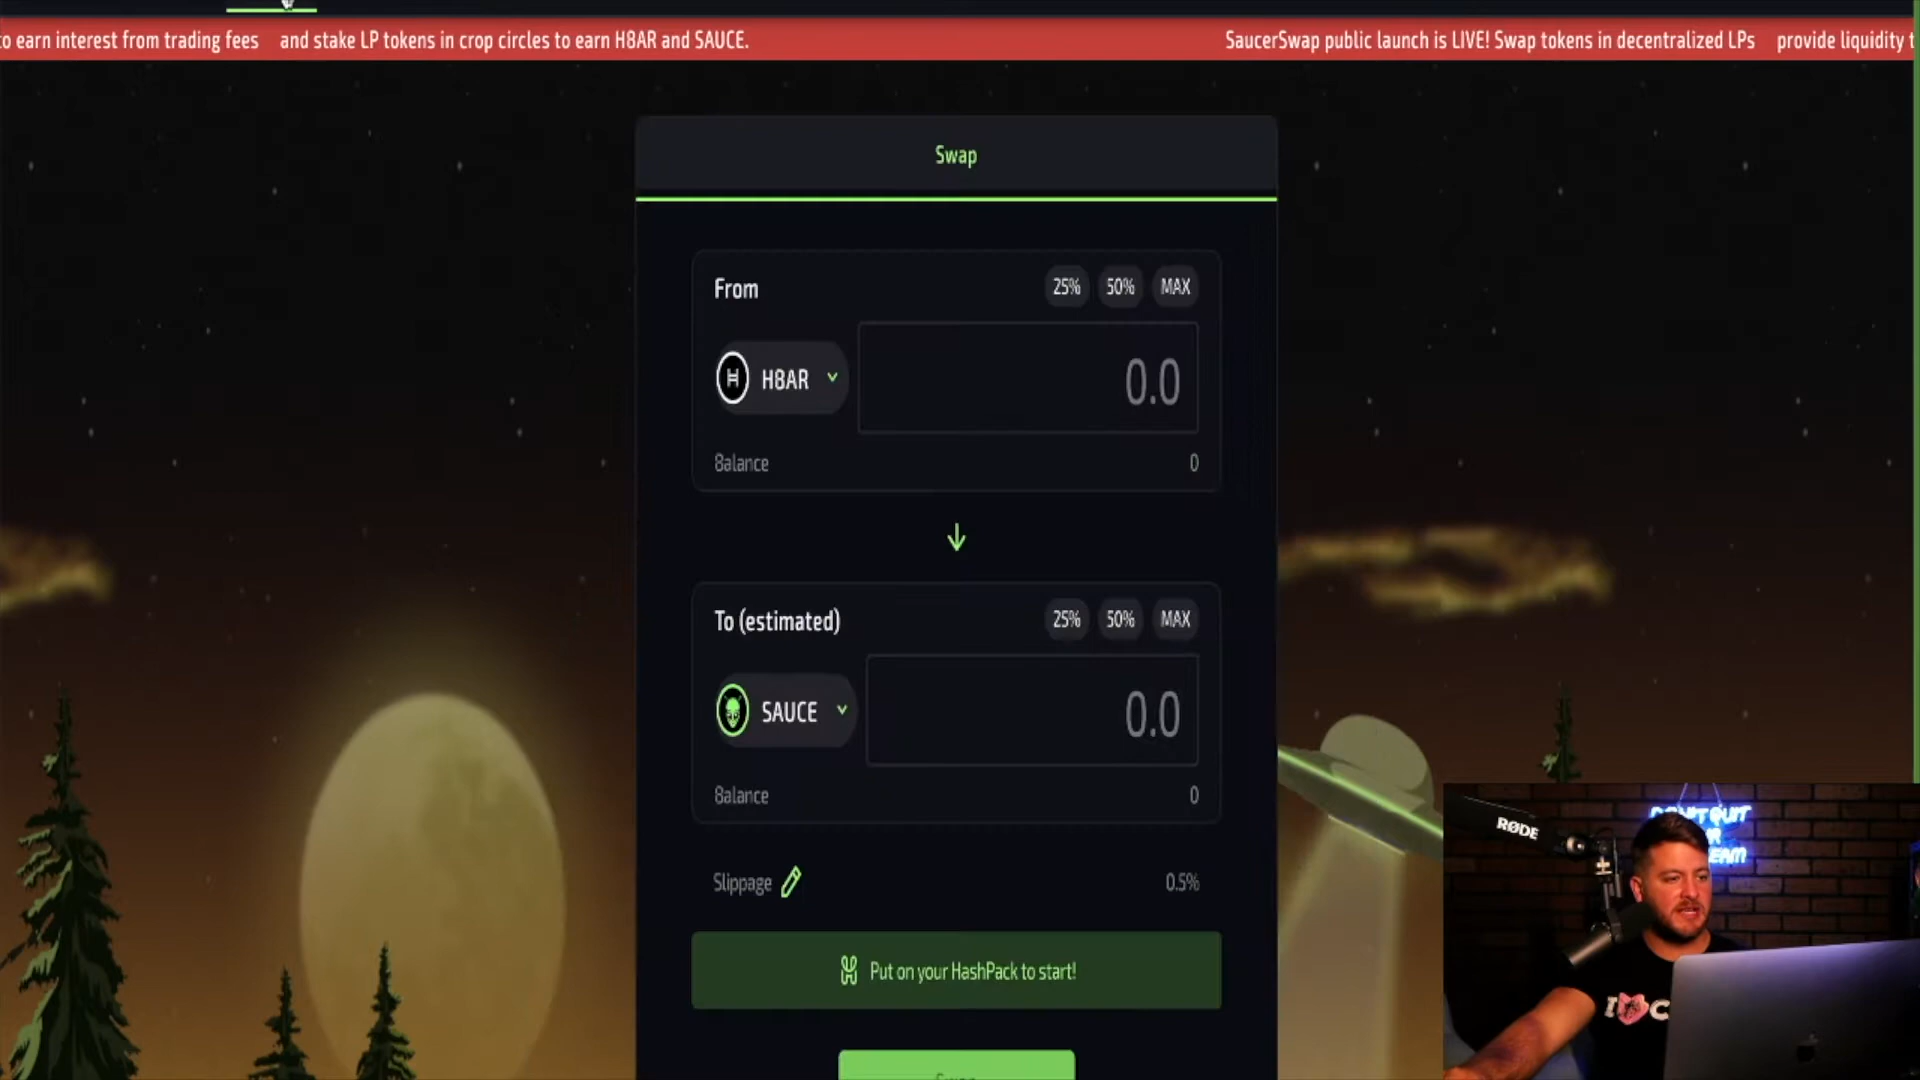 to earn interest from trading fees and stake LP tokens in crop circles to earn HBAR and SAUCE.
SaucerSwap public launch is LIVE! Swap tokens in decentralized LPs provide liquidity t
Swap
From
25% 50% MAX
HBAR
0.0
Balance
0
To (estimated)
25% 50% MAX
SAUCE
0.0
Balance
0
Slippage
0.5%
Put on your HashPack to start!
RØDE
DON'T QUIT
I C